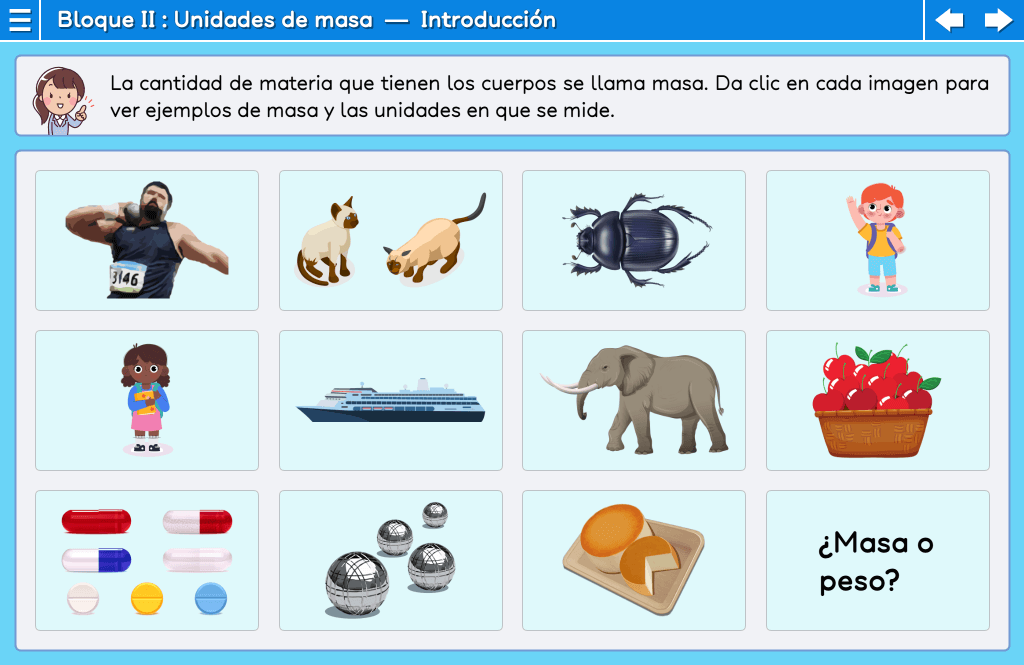 Bloque II : Unidades de masa — Introducción
La cantidad de materia que tienen los cuerpos se llama masa. Da clic en cada imagen para
ver ejemplos de masa y las unidades en que se mide.
3146
¿Masa o
peso?